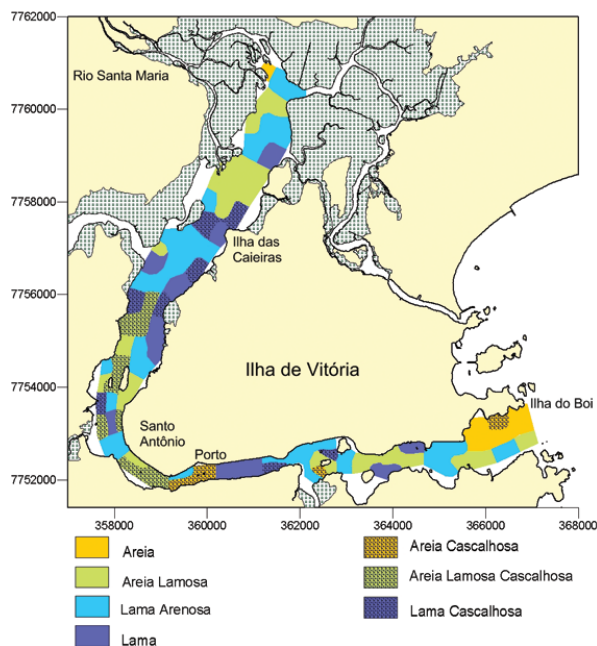 7762000
Rio Santa Maria
7760000
7758000
Ilha das
Caieiras
7756000
Ilha de Vitória
7754000
Ilha do Boi
Santo
Antônio
Porto
7752000
358000 360000 362000 364000 366000 368000
Areia
Areia Cascalhosa
Areia Lamosa
Areia Lamosa Cascalhosa
Lama Arenosa
Lama Cascalhosa
Lama